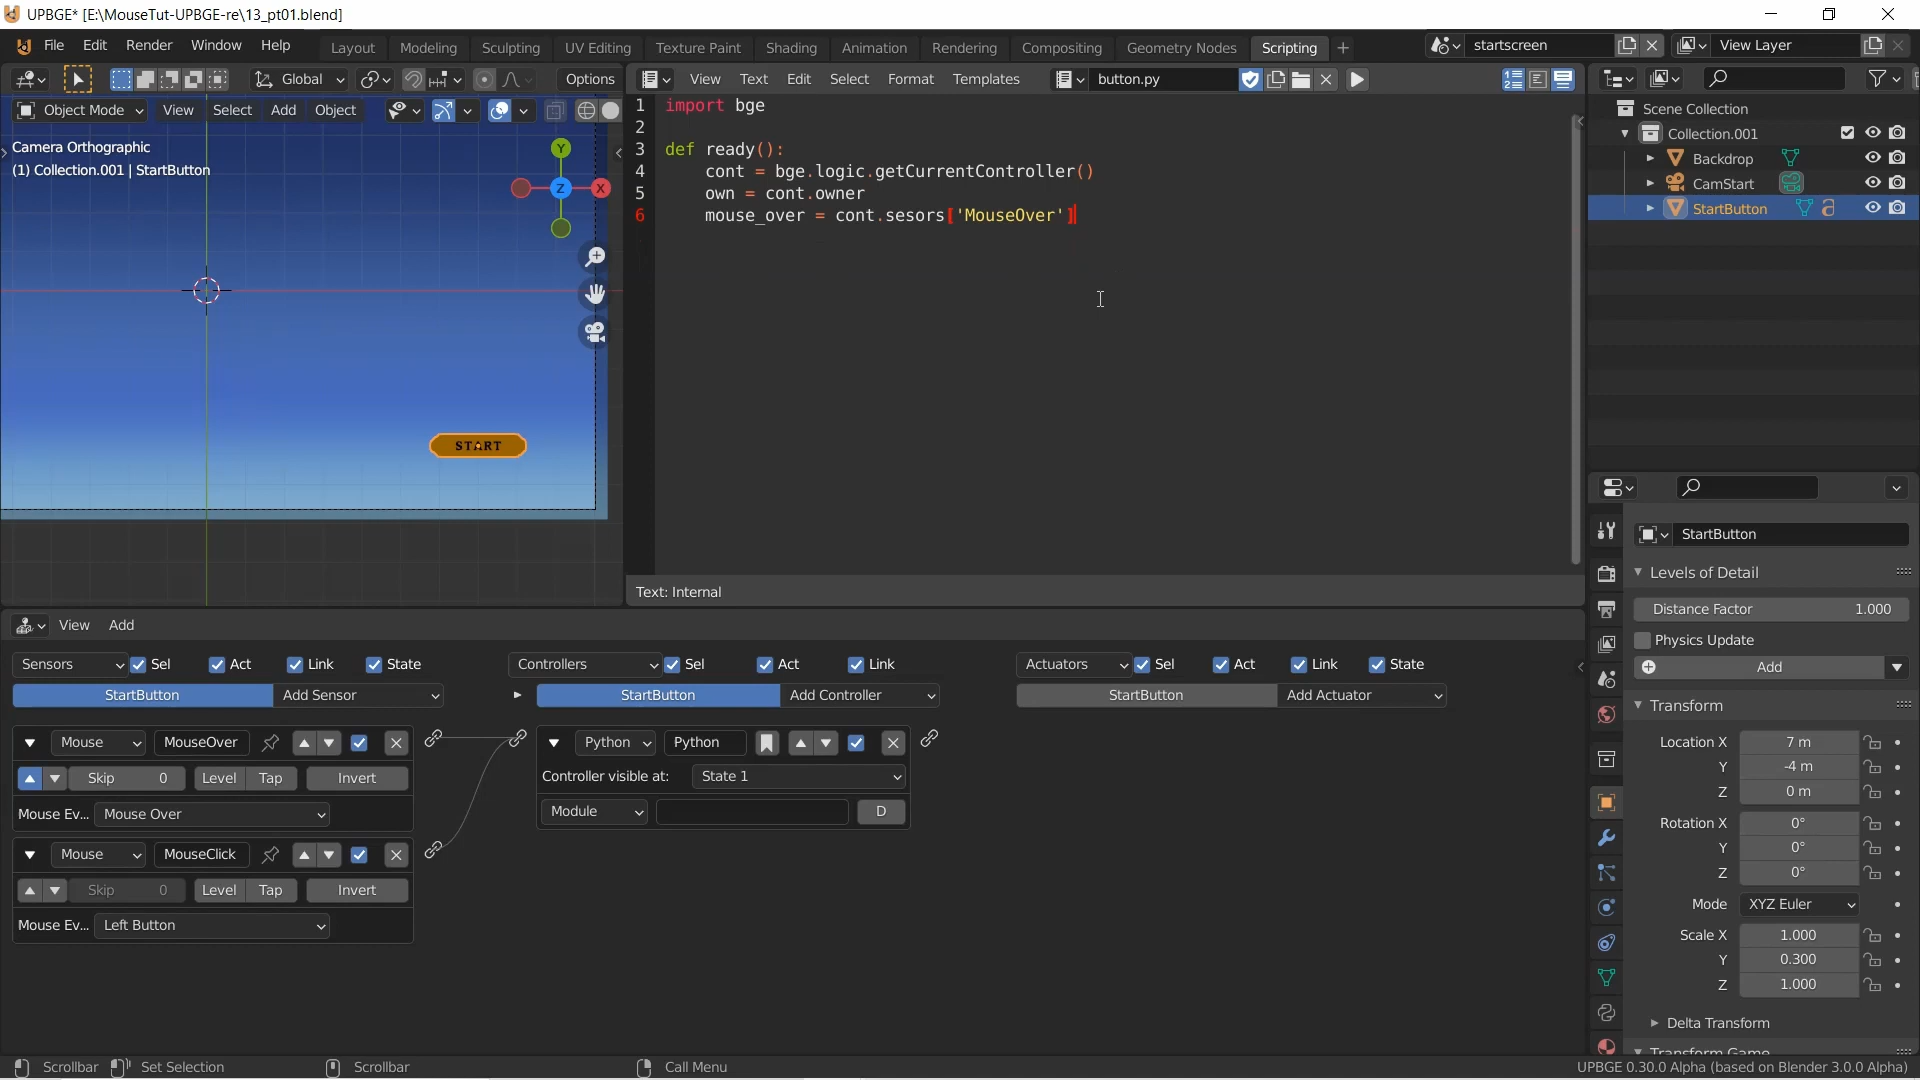 UPBGE* [E:\MouseTut-UPBGE-re\13_pt01.blend]
File Edit Render Window Help Layout Modeling Sculpting UV Editing Texture Paint Shading Animation Rendering Compositing Geometry Nodes Scripting startscreen View Layer
Global Options View Text Edit Select Format Templates button.py
Object Mode View Select Add Object
Camera Orthographic
(1) Collection.001 | StartButton
Y
Z
X
START
1 import bge
2
3 def ready():
4 cont = bge.logic.getCurrentController()
5 own = cont.owner
6 mouse_over = cont.sesors['MouseOver']
Text: Internal
Scene Collection
Collection.001
Backdrop
CamStart
StartButton
StartButton
Levels of Detail
Distance Factor 1.000
Physics Update
Add
Transform
Location X 7 m
Y -4 m
Z 0 m
Rotation X 0°
Y 0°
Z 0°
Mode XYZ Euler
Scale X 1.000
Y 0.300
Z 1.000
Delta Transform
Transform Game
View Add
Sensors Sel Act Link State Controllers Sel Act Link Actuators Sel Act Link State
StartButton Add Sensor StartButton Add Controller StartButton Add Actuator
Mouse MouseOver Python Python
Skip 0 Level Tap Invert Controller visible at: State 1
Mouse Ev... Mouse Over Module D
Mouse MouseClick
Skip 0 Level Tap Invert
Mouse Ev... Left Button
Scrollbar Set Selection Scrollbar Call Menu UPBGE 0.30.0 Alpha (based on Blender 3.0.0 Alpha)